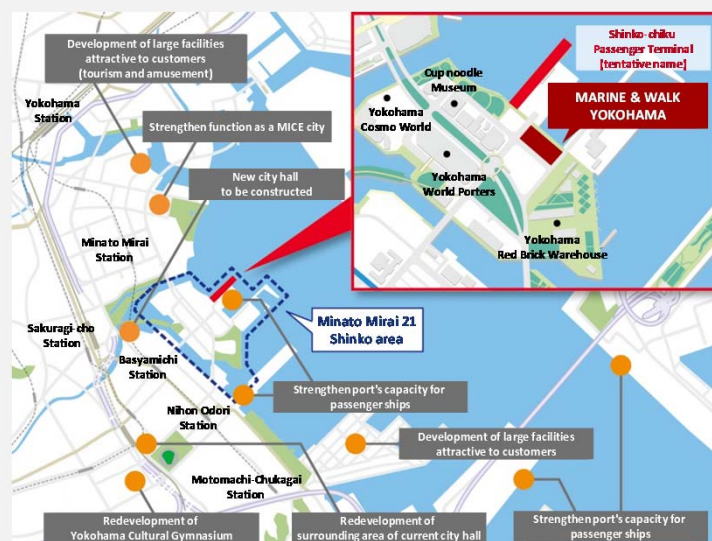 Development of large facilities
attractive to customers
(tourism and amusement)
Yokohama
Station
Strengthen function as a MICE city
New city hall
to be constructed
Minato Mirai
Station
Sakuragi-cho
Station
Basyamichi
Station
Nihon Odori
Station
Motomachi-Chukagai
Station
Minato Mirai 21
Shinko area
Strengthen port's capacity for
passenger ships
Development of large facilities
attractive to customers
Redevelopment of
Yokohama Cultural Gymnasium
Redevelopment of
surrounding area of current city hall
Strengthen port's capacity for
passenger ships
Shinko-chiku
Passenger Terminal
(tentative name)
MARINE & WALK
YOKOHAMA
Cup noodle
Museum
Yokohama
Cosmo World
Yokohama
World Porters
Yokohama
Red Brick Warehouse